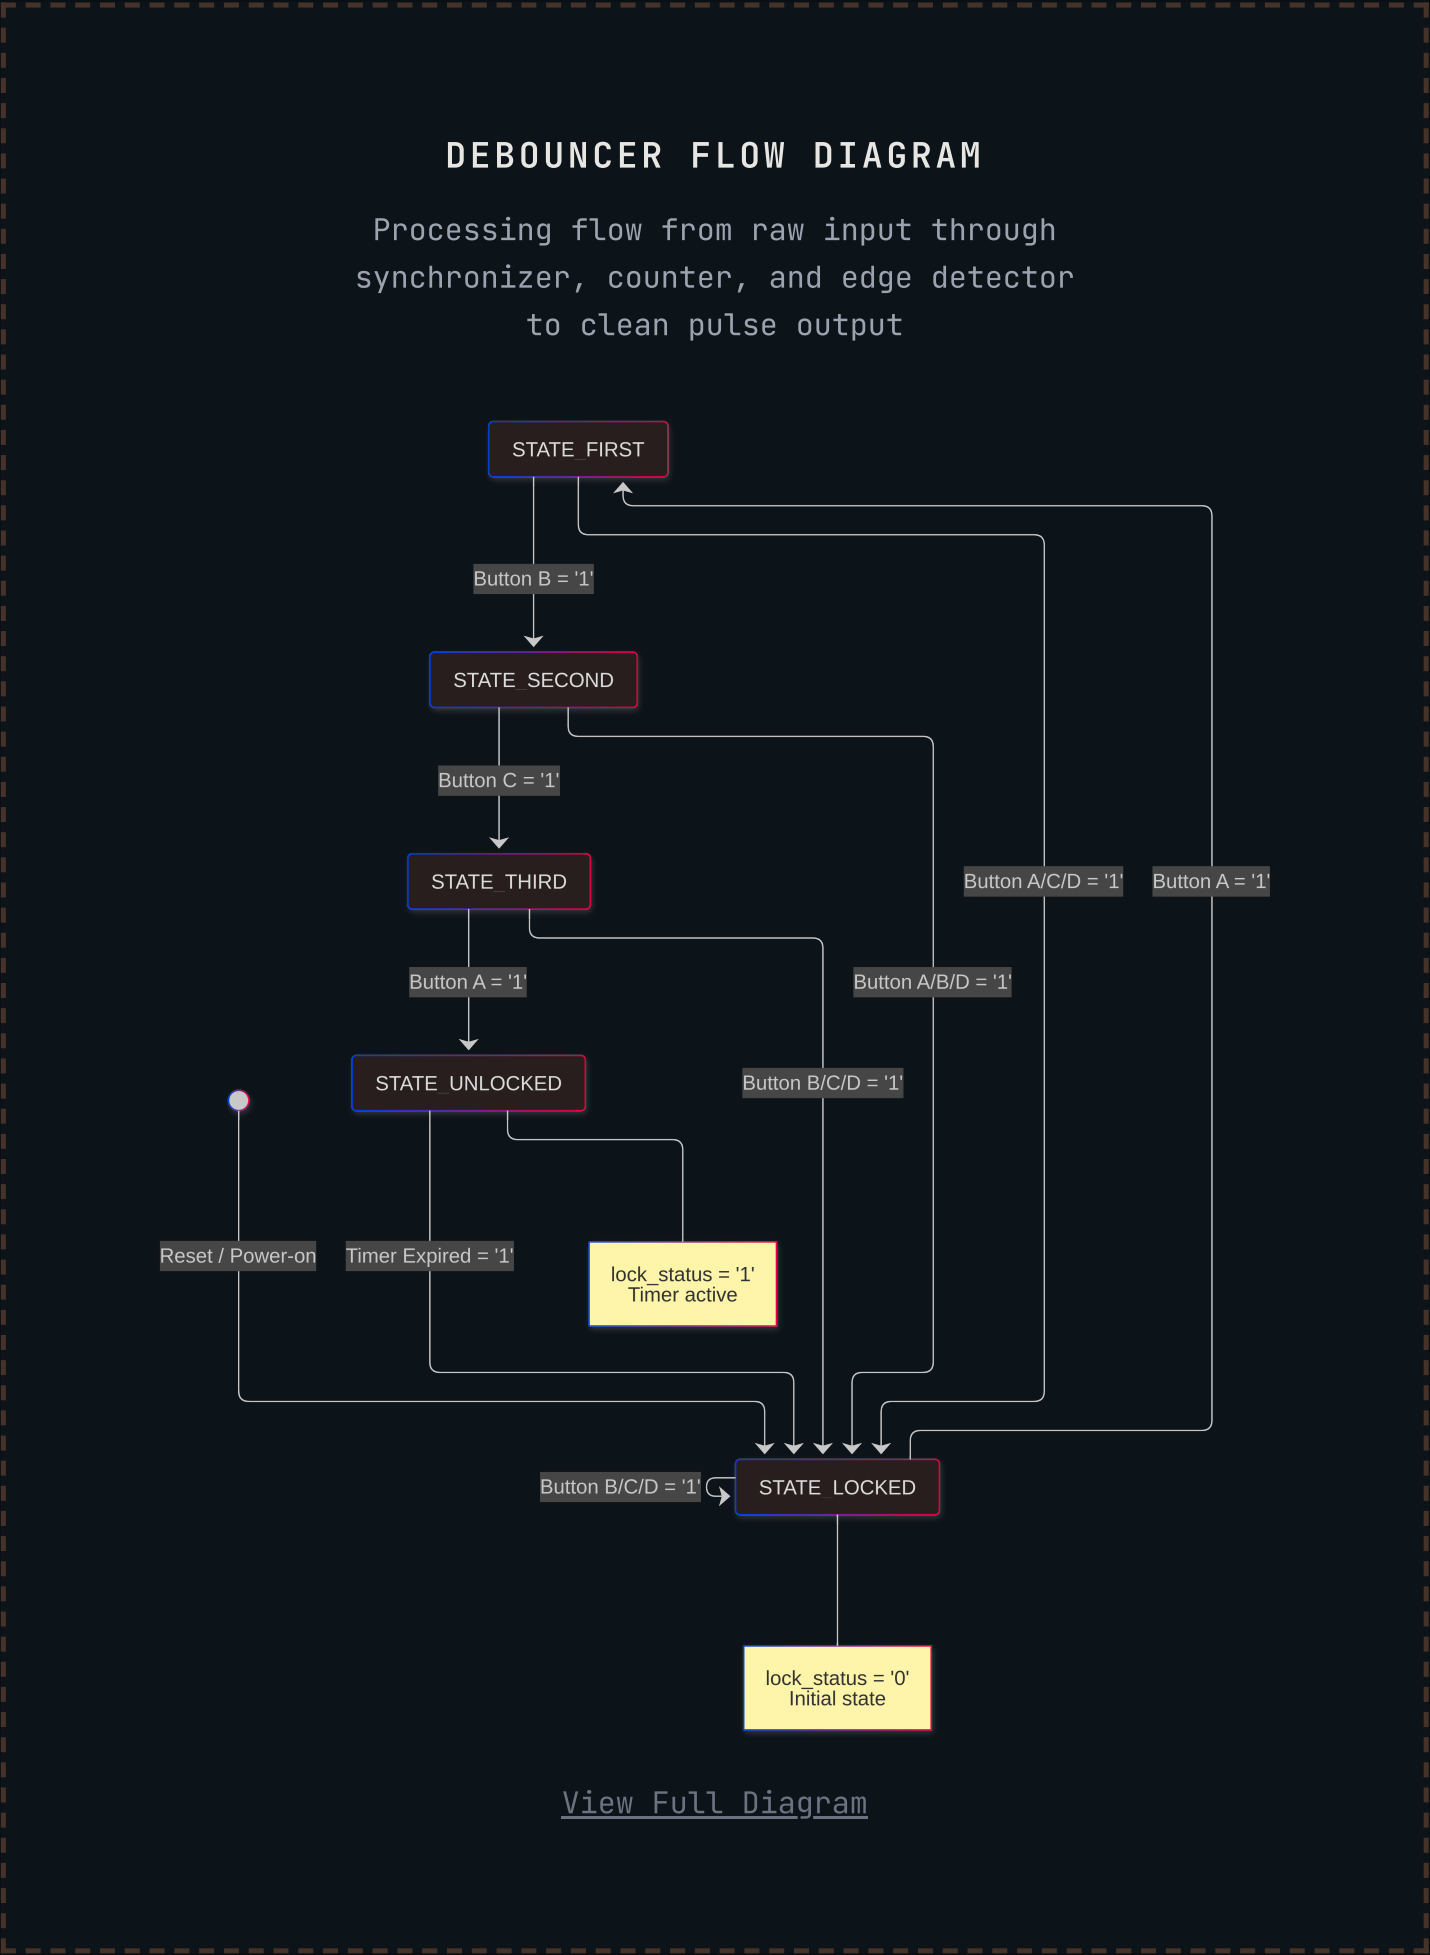 DEBOUNCER FLOW DIAGRAM
Processing flow from raw input through
synchronizer, counter, and edge detector
to clean pulse output
STATE_FIRST
Button B = '1'
STATE_SECOND
Button C = '1'
STATE_THIRD
Button A/C/D = '1'
Button A = '1'
Button A = '1'
Button A/B/D = '1'
STATE_UNLOCKED
Button B/C/D = '1'
Reset / Power-on
Timer Expired = '1'
lock_status = '1'
Timer active
Button B/C/D = '1'
STATE_LOCKED
lock_status = '0'
Initial state
View Full Diagram